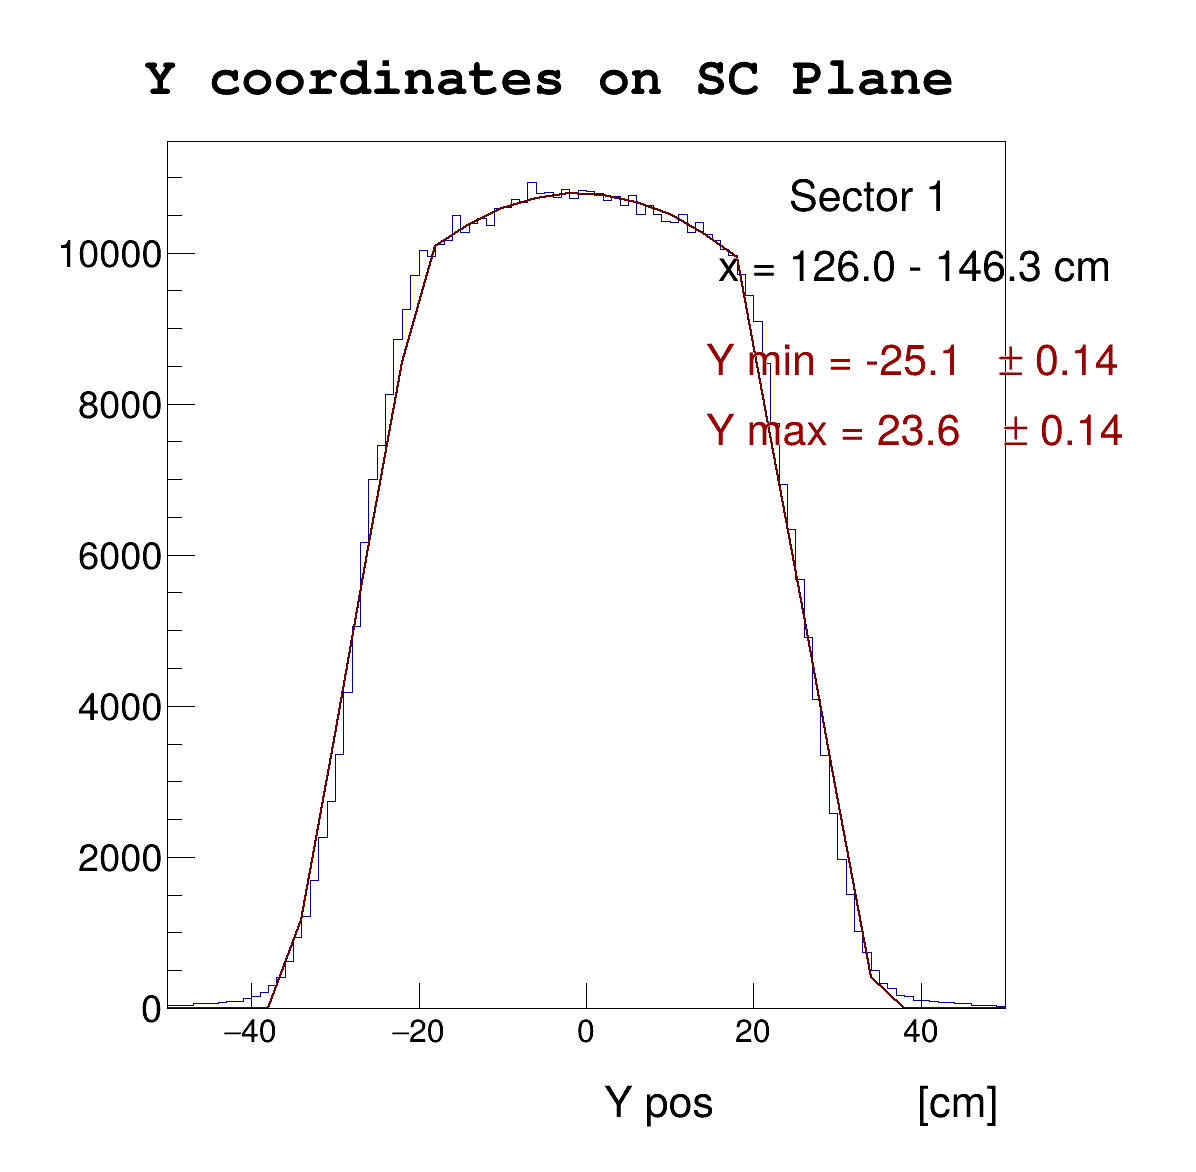 Y coordinates on SC Plane
Sector 1
x = 126.0 - 146.3 cm
Y min = -25.1 ± 0.14
Y max = 23.6 ± 0.14
10000
8000
6000
4000
2000
0
−40 −20 0 20 40
Y pos [cm]